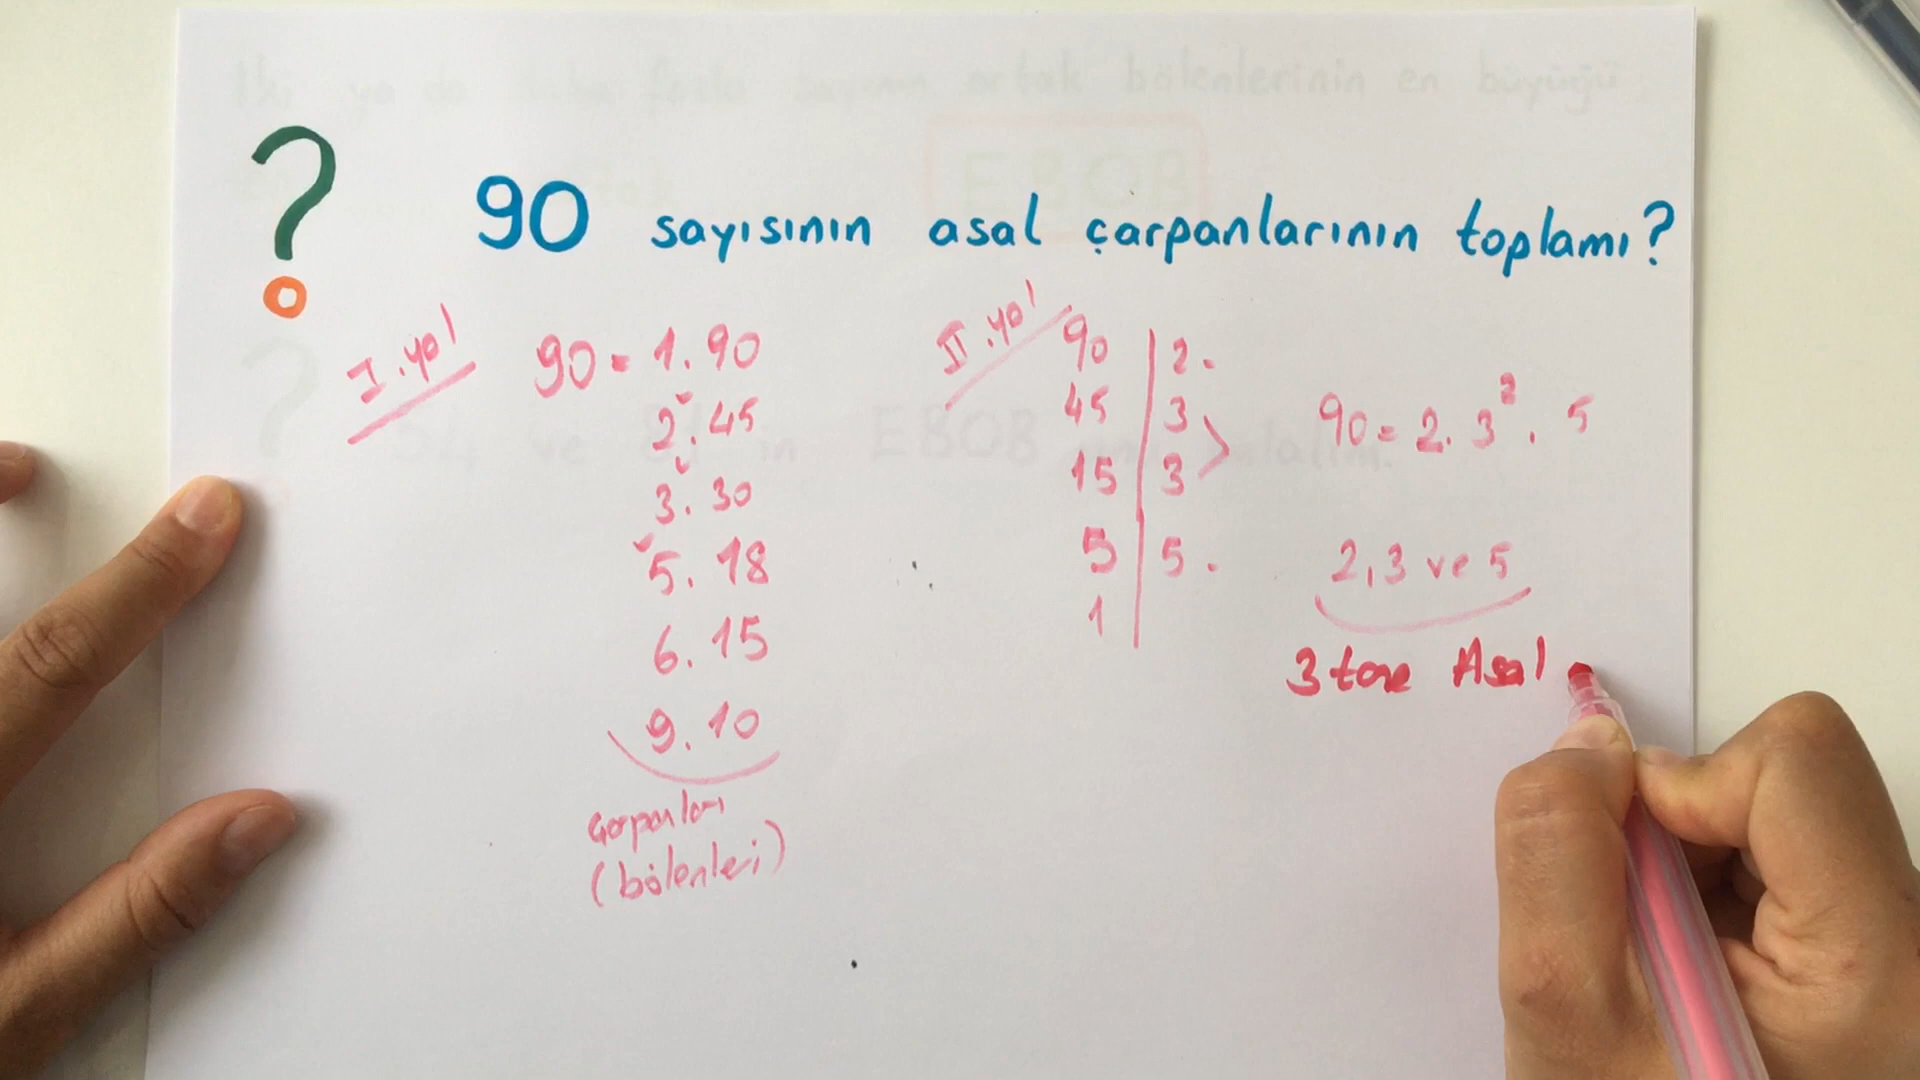 ?
90 sayısının asal çarpanlarının toplamı?
I. yol
90 = 1.90
2.45
3.30
5.18
6.15
9.10
çarpanları
(bölenleri)
II. yol
90 | 2.
45 | 3
15 | 3
5 | 5.
1
90 = 2. 3². 5
2,3 ve 5
3 tane Asal